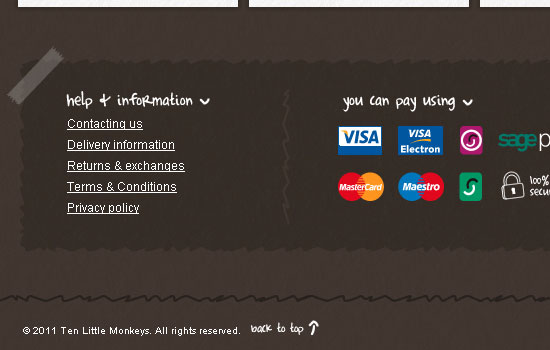 help + information
Contacting us
Delivery information
Returns & exchanges
Terms & Conditions
Privacy policy
you can pay using
VISA
VISA Electron
sage p
MasterCard
Maestro
100%
secu
© 2011 Ten Little Monkeys. All rights reserved.
back to top